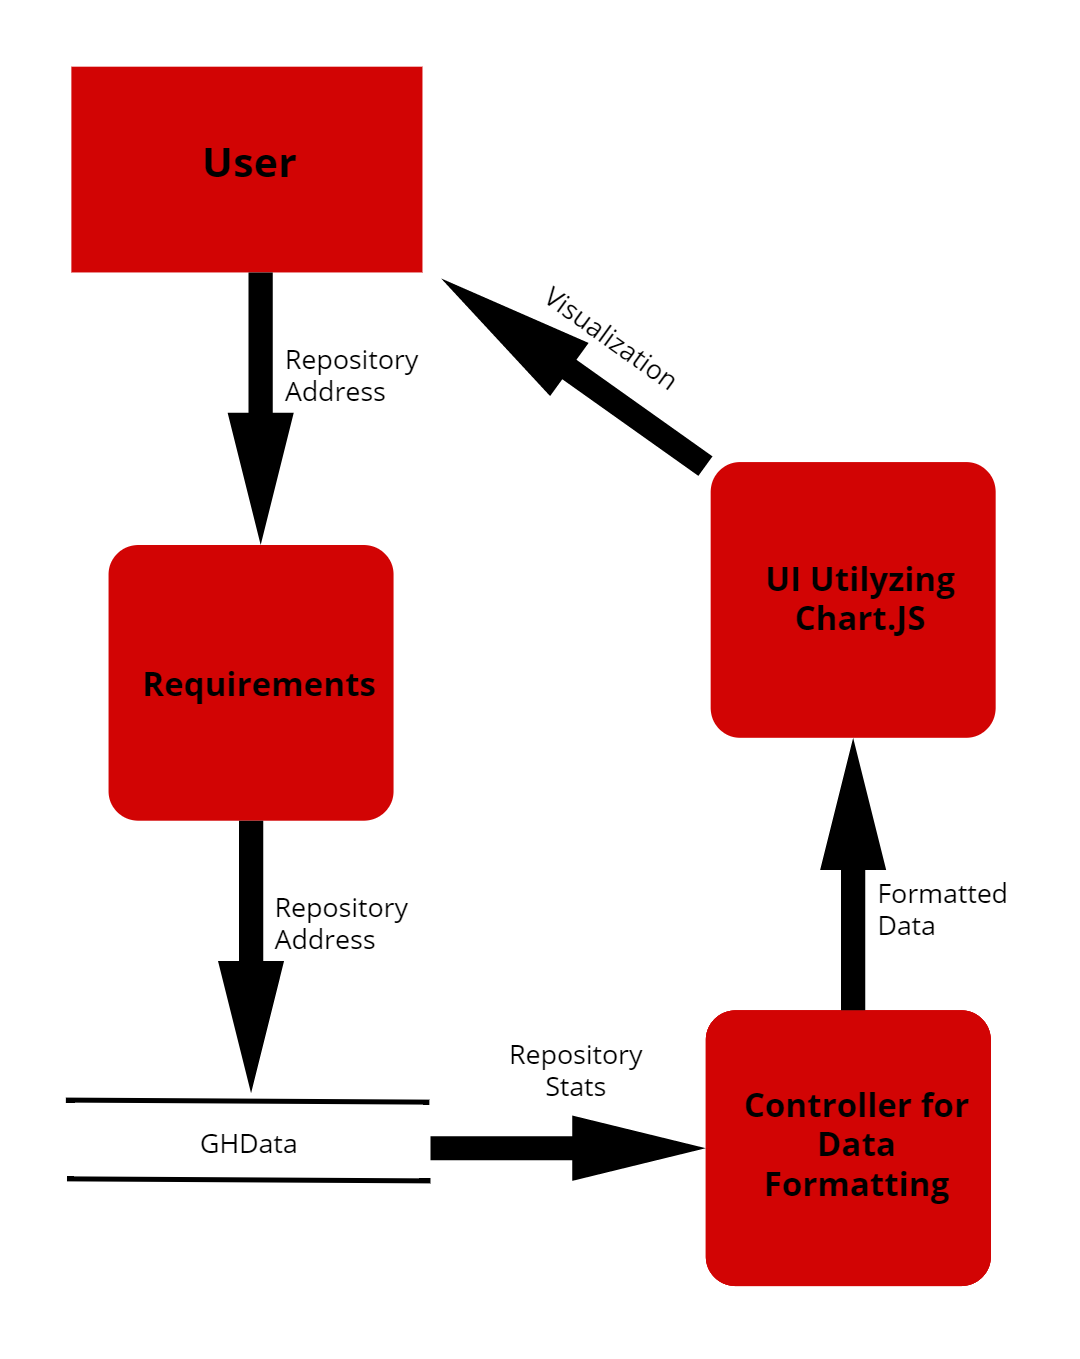 User
Repository
Address
Visualization
Requirements
UI Utilyzing
Chart.JS
Repository
Address
Formatted
Data
GHData
Repository
Stats
Controller for
Data
Formatting